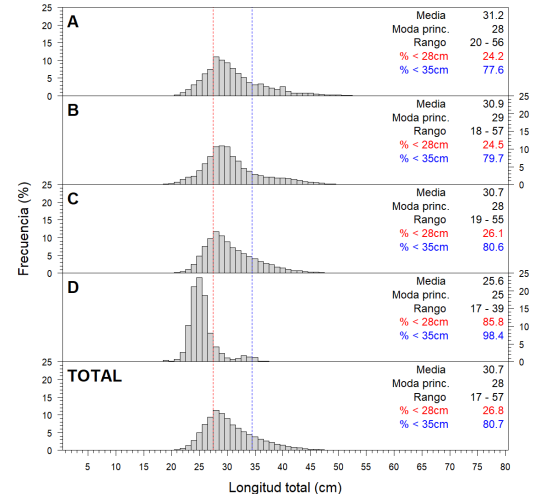 25
20
15
10
5
0
A
Media 31.2
Moda princ. 28
Rango 20 - 56
% < 28cm 24.2
% < 35cm 77.6
B
Media 30.9
Moda princ. 29
Rango 18 - 57
% < 28cm 24.5
% < 35cm 79.7
25
20
15
10
5
0
25
20
15
10
5
0
C
Media 30.7
Moda princ. 28
Rango 19 - 55
% < 28cm 26.1
% < 35cm 80.6
D
Media 25.6
Moda princ. 25
Rango 17 - 39
% < 28cm 85.8
% < 35cm 98.4
25
20
15
10
5
0
25
20
15
10
5
0
TOTAL
Media 30.7
Moda princ. 28
Rango 17 - 57
% < 28cm 26.8
% < 35cm 80.7
Frecuencia (%)
5 10 15 20 25 30 35 40 45 50 55 60 65 70 75 80
Longitud total (cm)